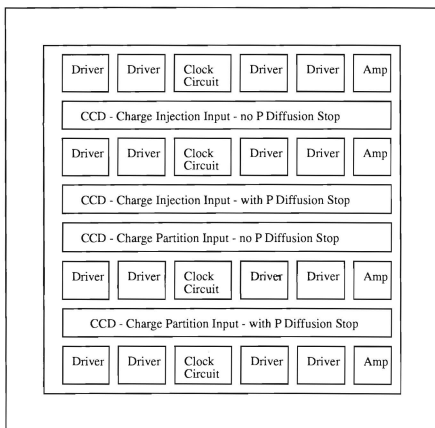 Driver Driver Clock Driver Driver Amp
Circuit
CCD - Charge Injection Input - no P Diffusion Stop
Driver Driver Clock Driver Driver Amp
Circuit
CCD - Charge Injection Input - with P Diffusion Stop
CCD - Charge Partition Input - no P Diffusion Stop
Driver Driver Clock Driver Driver Amp
Circuit
CCD - Charge Partition Input - with P Diffusion Stop
Driver Driver Clock Driver Driver Amp
Circuit